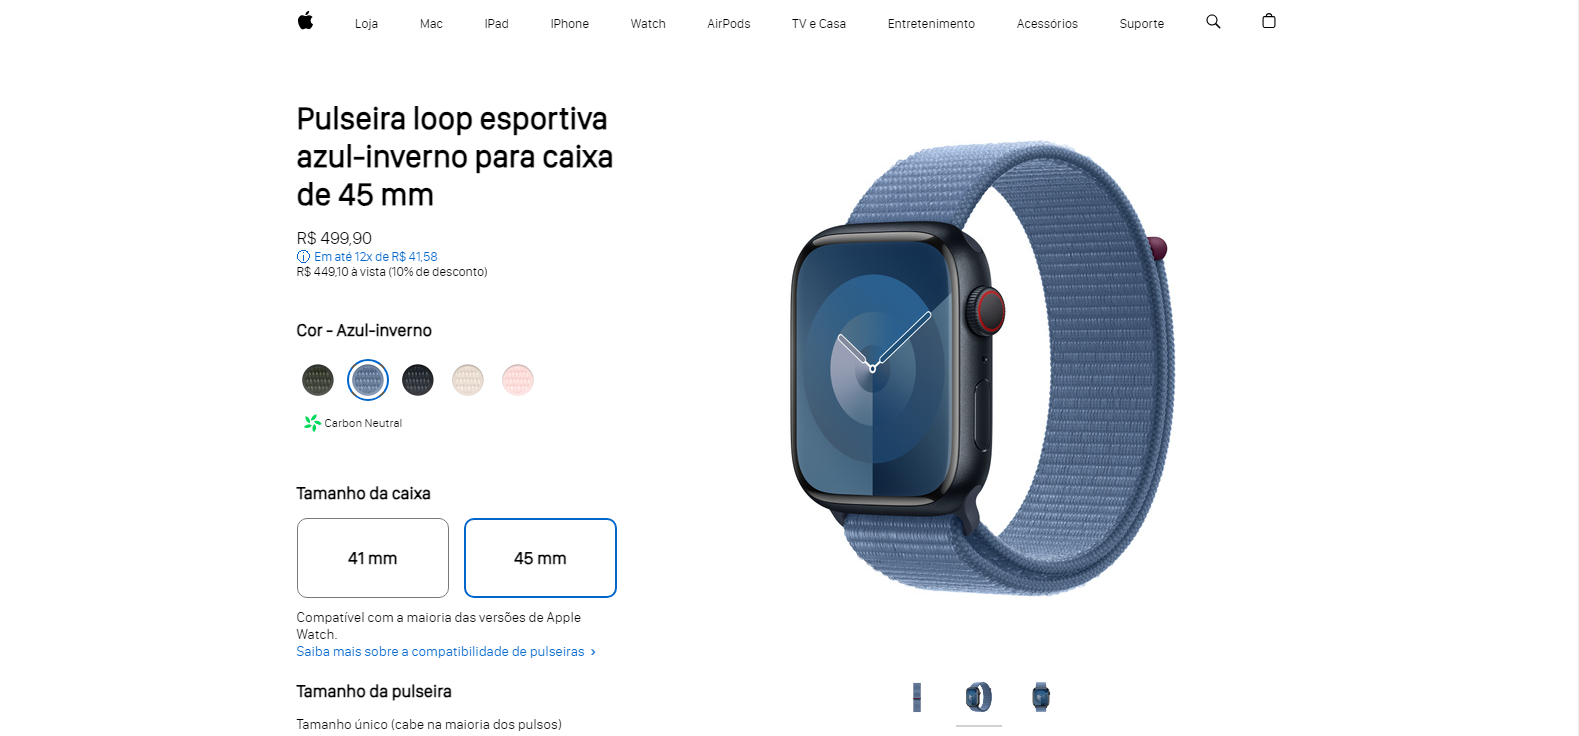 Loja Mac IPad IPhone Watch AirPods TV e Casa Entretenimento Acessórios Suporte
Pulseira loop esportiva
azul-inverno para caixa
de 45 mm
R$ 499,90
Em até 12x de R$ 41,58
R$ 449,10 à vista (10% de desconto)
Cor - Azul-inverno
Carbon Neutral
Tamanho da caixa
41 mm
45 mm
Compatível com a maioria das versões de Apple
Watch.
Saiba mais sobre a compatibilidade de pulseiras
Tamanho da pulseira
Tamanho único (cabe na maioria dos pulsos)